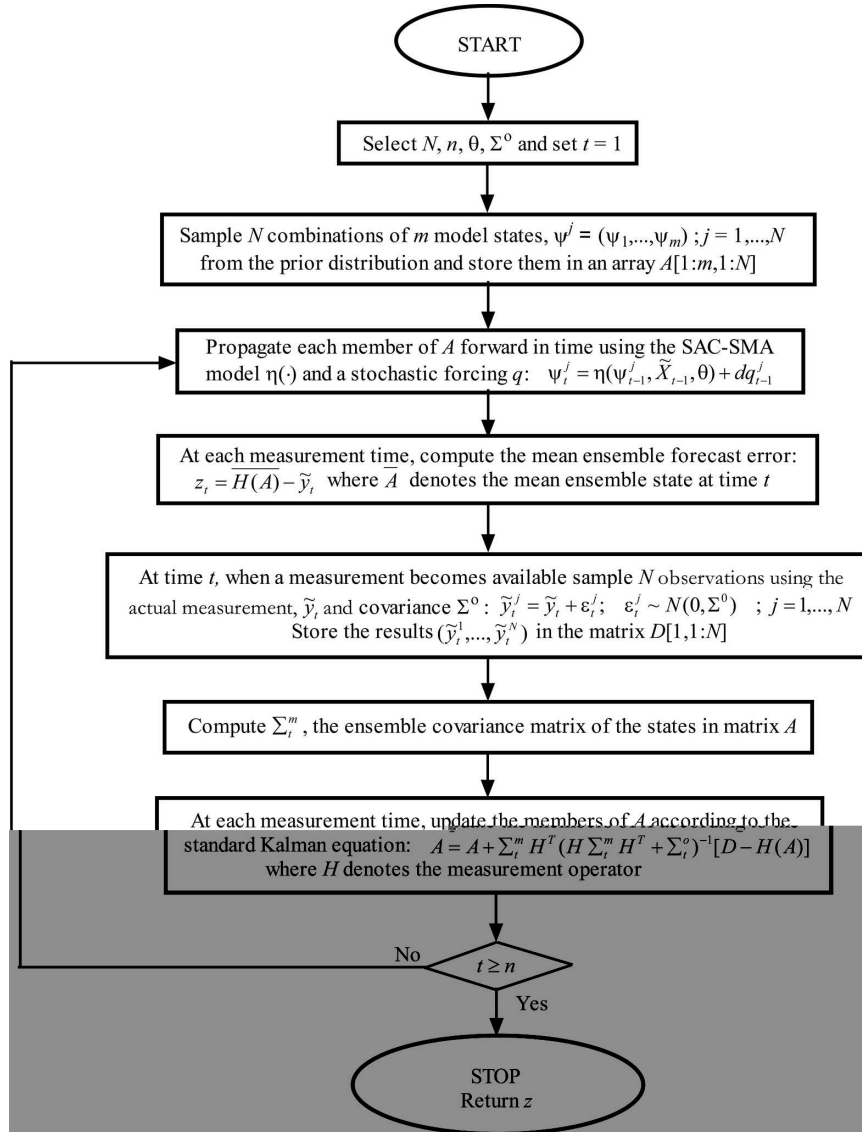 START
Select N, n, θ, Σ° and set t = 1
Sample N combinations of m model states, ψ^j = (ψ_1,...,ψ_m) ; j = 1,...,N
from the prior distribution and store them in an array A[1:m,1:N]
Propagate each member of A forward in time using the SAC-SMA
model η(·) and a stochastic forcing q: ψ_t^j = η(ψ_{t-1}^j, X̃_{t-1}, θ) + dq_{t-1}^j
At each measurement time, compute the mean ensemble forecast error:
z_t = \overline{H(A)} − ỹ_t where \overline{A} denotes the mean ensemble state at time t
At time t, when a measurement becomes available sample N observations using the
actual measurement, ỹ_t and covariance Σ° : ỹ_t^j = ỹ_t + ε_t^j; ε_t^j ~ N(0,Σ^0) ; j = 1,..., N
Store the results (ỹ_t^1,...,ỹ_t^N) in the matrix D[1,1:N]
Compute Σ_t^m, the ensemble covariance matrix of the states in matrix A
At each measurement time, update the members of A according to the
standard Kalman equation: A = A + Σ_t^m H^T (H Σ_t^m H^T + Σ_t^o)^{-1} [D − H(A)]
where H denotes the measurement operator
No
t ≥ n
Yes
STOP
Return z